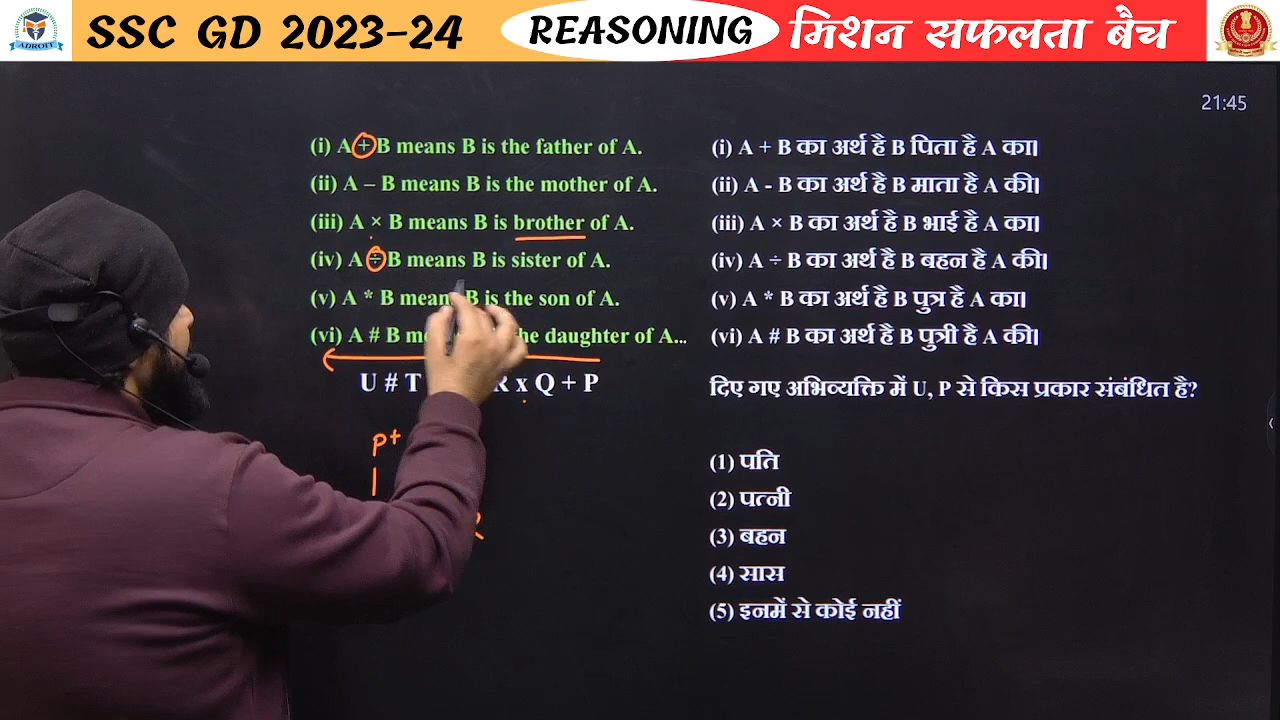 SSC GD 2023-24
REASONING
मिशन सफलता बैच
ADROIT
21:45
(i) A + B means B is the father of A.
(ii) A – B means B is the mother of A.
(iii) A × B means B is brother of A.
(iv) A ÷ B means B is sister of A.
(v) A * B means B is the son of A.
(vi) A # B the daughter of A...
U # T R x Q + P
P+
(i) A + B का अर्थ है B पिता है A का।
(ii) A - B का अर्थ है B माता है A की।
(iii) A × B का अर्थ है B भाई है A का।
(iv) A ÷ B का अर्थ है B बहन है A की।
(v) A * B का अर्थ है B पुत्र है A का।
(vi) A # B का अर्थ है B पुत्री है A की।
दिए गए अभिव्यक्ति में U, P से किस प्रकार संबंधित है?
(1) पति
(2) पत्नी
(3) बहन
(4) सास
(5) इनमें से कोई नहीं